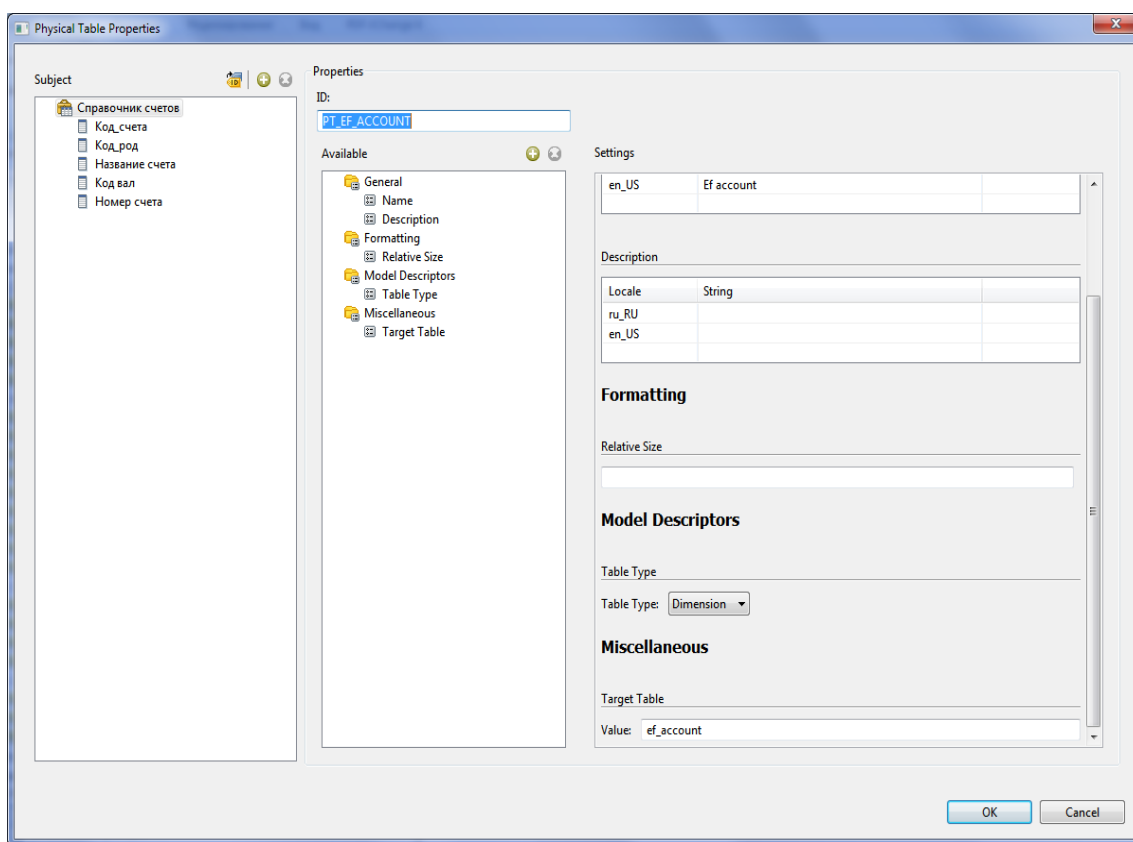 Physical Table Properties
Subject
Справочник счетов
Код_счета
Код_род
Название счета
Код вал
Номер счета
Properties
ID:
PT_EF_ACCOUNT
Available
General
Name
Description
Formatting
Relative Size
Model Descriptors
Table Type
Miscellaneous
Target Table
Settings
en_US Ef account
Description
Locale String
ru_RU
en_US
Formatting
Relative Size
Model Descriptors
Table Type
Table Type: Dimension
Miscellaneous
Target Table
Value: ef_account
OK Cancel